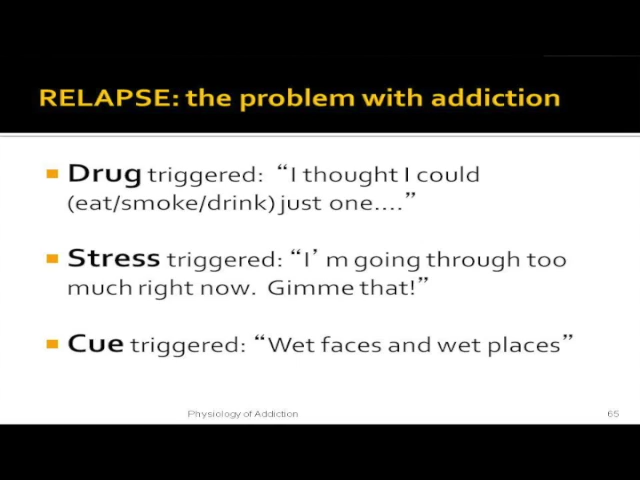 RELAPSE: the problem with addiction
Drug triggered: “I thought I could
(eat/smoke/drink) just one....”
Stress triggered: “I’m going through too
much right now. Gimme that!”
Cue triggered: “Wet faces and wet places”
Physiology of Addiction 65